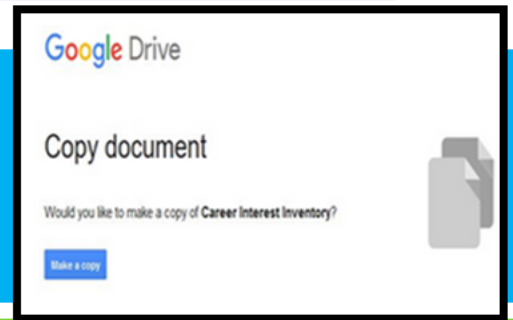 Google Drive
Copy document
Would you like to make a copy of Career Interest Inventory?
Make a copy